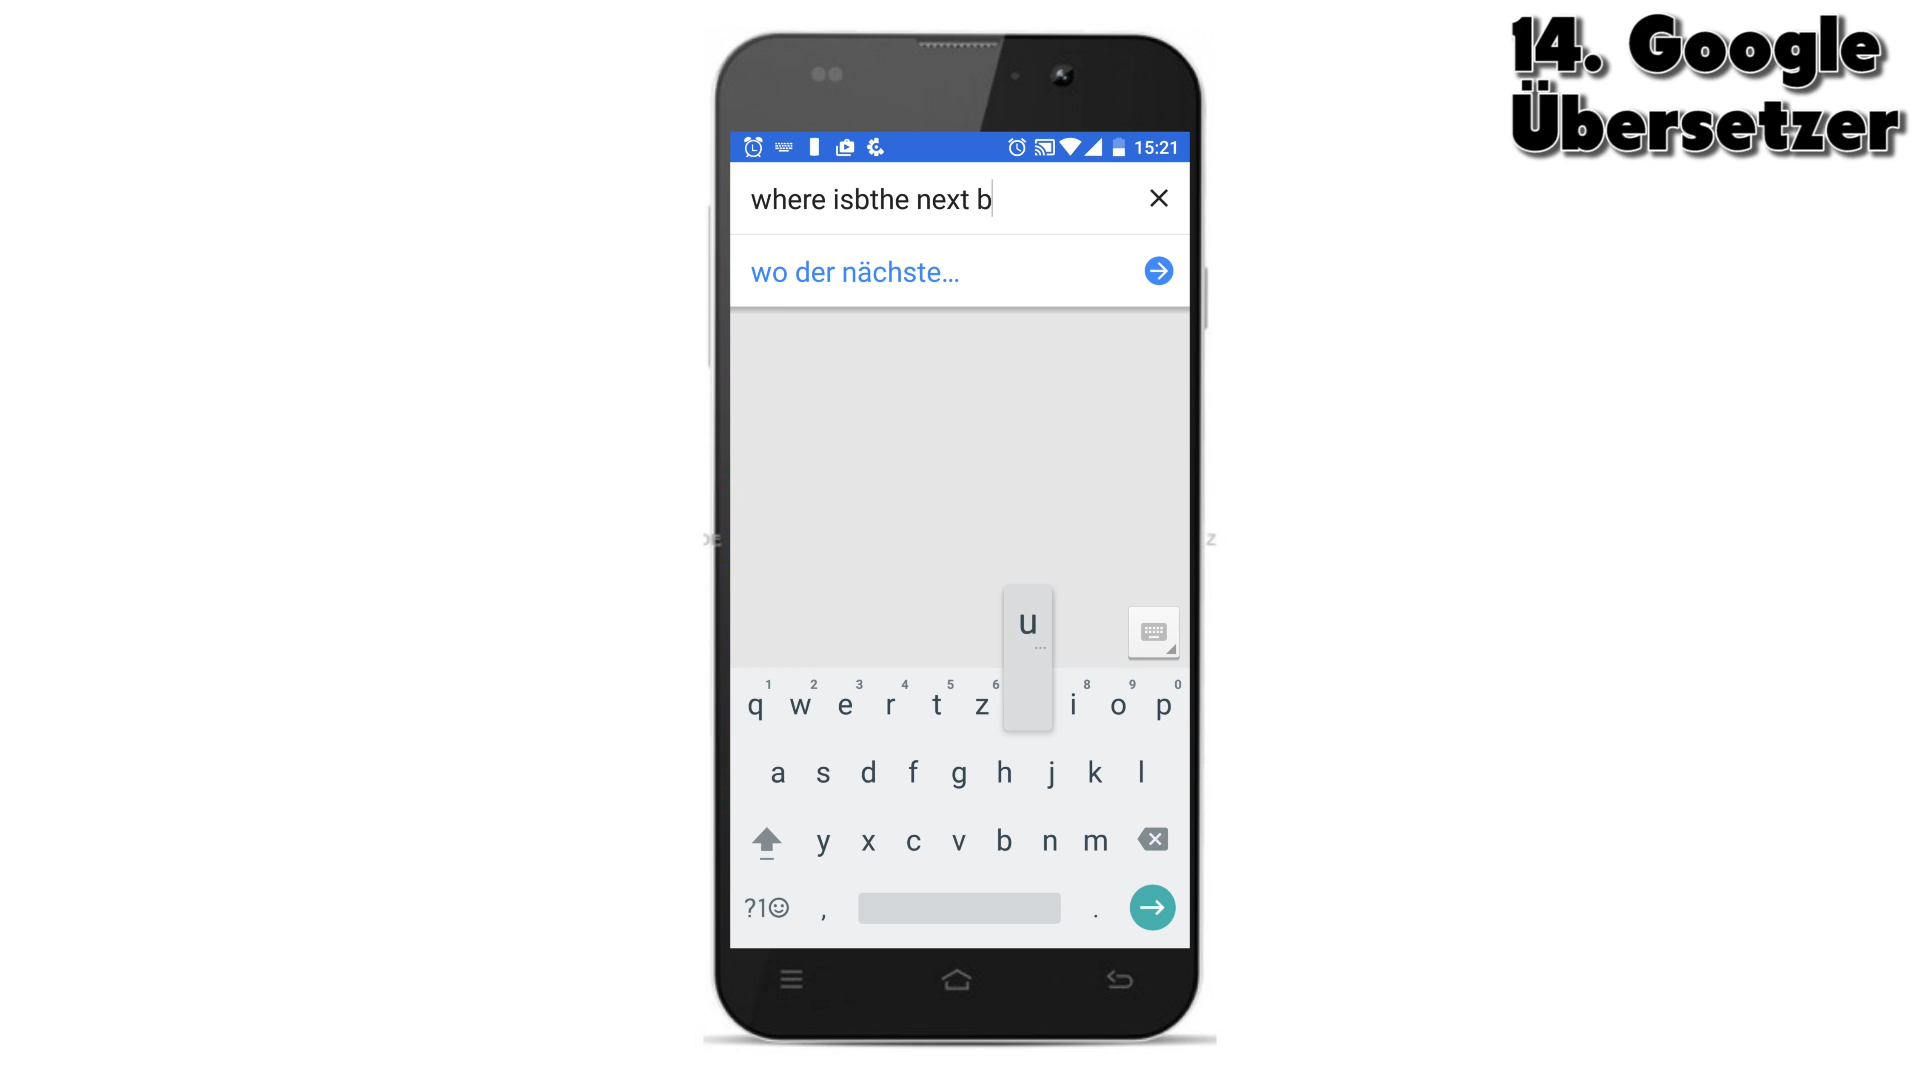 14. Google
Übersetzer
15:21
where isbthe next b
wo der nächste...
u
...
1 2 3 4 5 6 8 9 0
q w e r t z i o p
a s d f g h j k l
y x c v b n m
?1☺ , .
Z